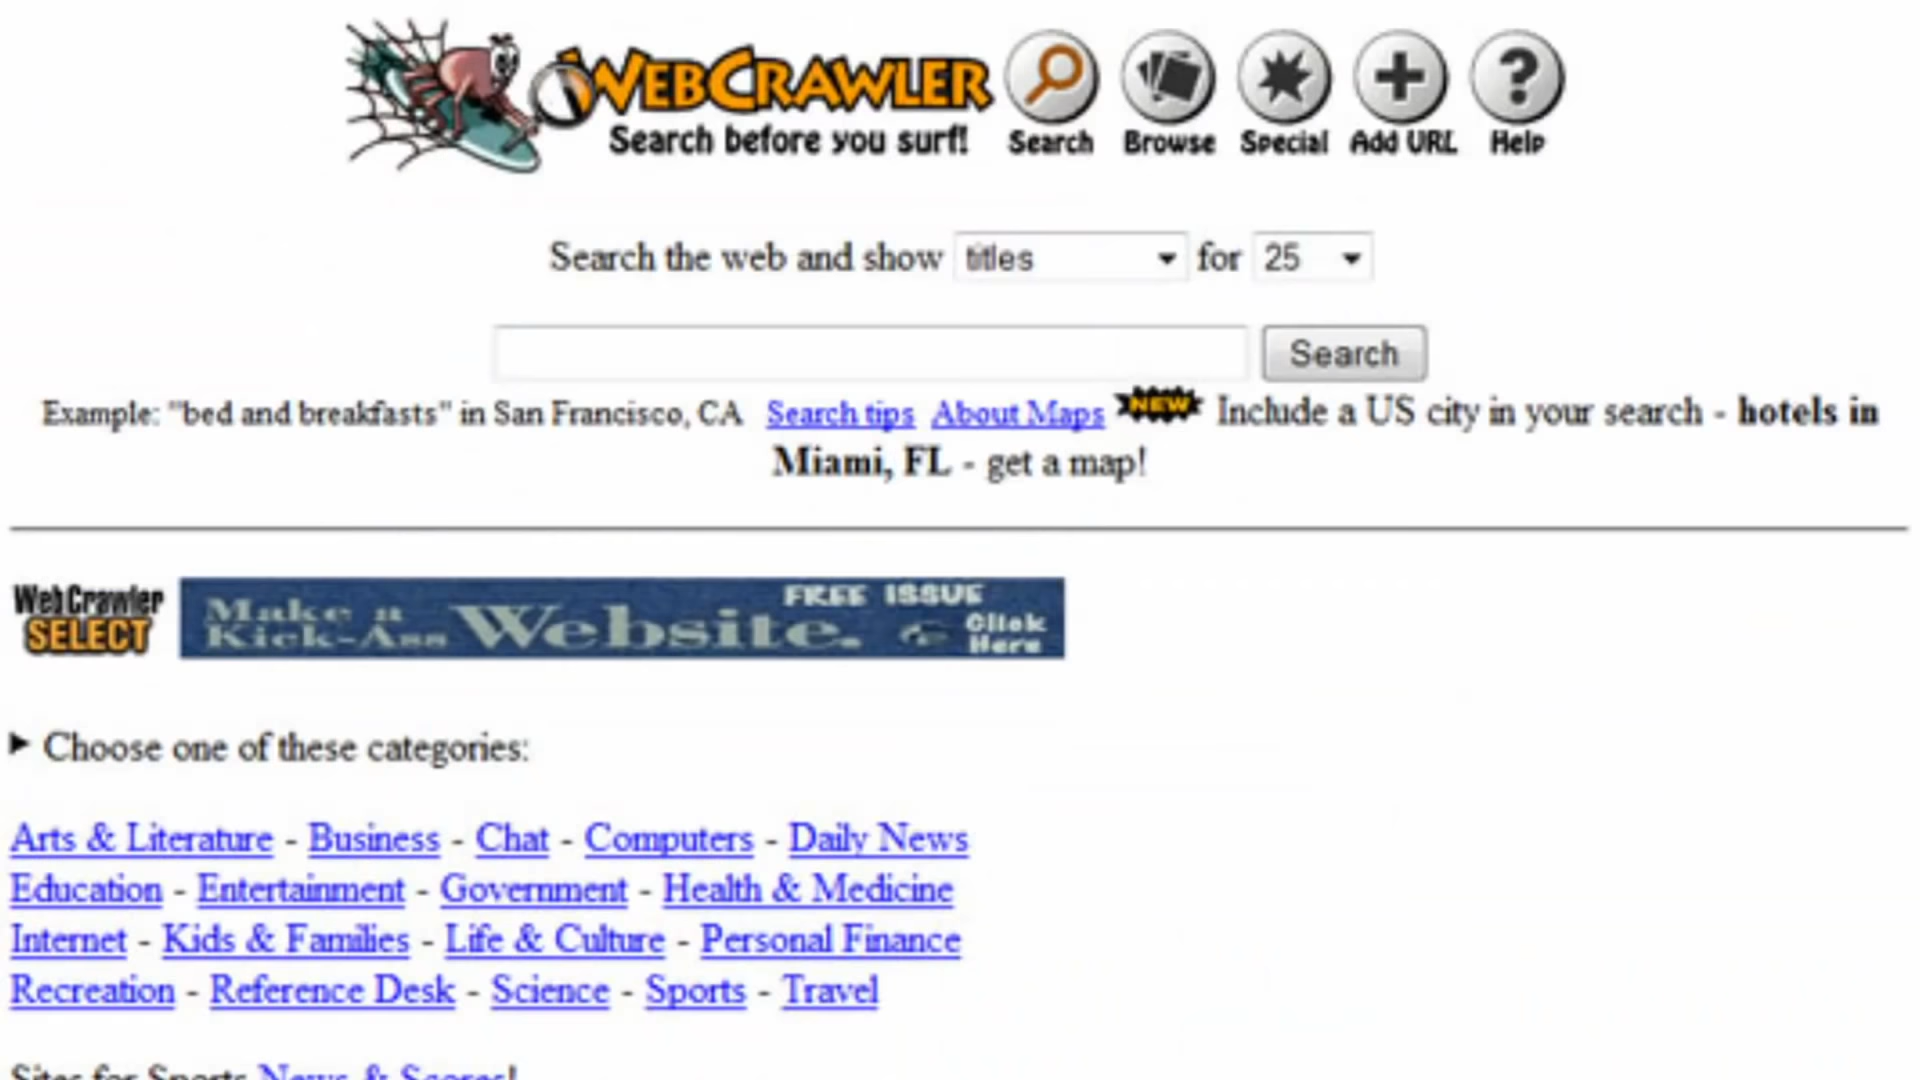 WEBCRAWLER
Search before you surf!
Search Browse Special Add URL Help
Search the web and show titles for 25
Search
Example: "bed and breakfasts" in San Francisco, CA Search tips About Maps NEW Include a US city in your search - hotels in
Miami, FL - get a map!
WebCrawler
SELECT
Make a
Kick-Ass Website.
FREE ISSUE
Click
Here
Choose one of these categories:
Arts & Literature - Business - Chat - Computers - Daily News
Education - Entertainment - Government - Health & Medicine
Internet - Kids & Families - Life & Culture - Personal Finance
Recreation - Reference Desk - Science - Sports - Travel
Sites for Sports News & Scores!